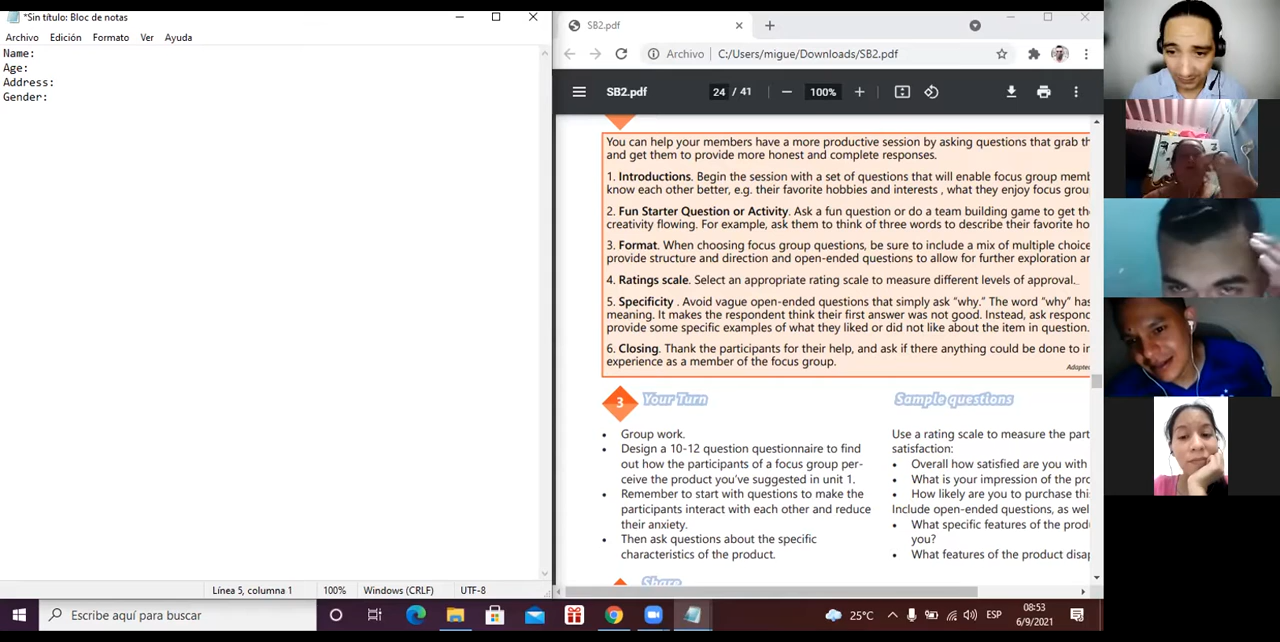 *Sin título: Bloc de notas
Archivo Edición Formato Ver Ayuda
Name:
Age:
Address:
Gender:
Línea 5, columna 1 100% Windows (CRLF) UTF-8
SB2.pdf
Archivo C:/Users/migue/Downloads/SB2.pdf
SB2.pdf 24 / 41 100%
You can help your members have a more productive session by asking questions that grab th
and get them to provide more honest and complete responses.
1. Introductions. Begin the session with a set of questions that will enable focus group memb
know each other better, e.g. their favorite hobbies and interests , what they enjoy focus grou
2. Fun Starter Question or Activity. Ask a fun question or do a team building game to get the
creativity flowing. For example, ask them to think of three words to describe their favorite ho
3. Format. When choosing focus group questions, be sure to include a mix of multiple choice
provide structure and direction and open-ended questions to allow for further exploration an
4. Ratings scale. Select an appropriate rating scale to measure different levels of approval.
5. Specificity . Avoid vague open-ended questions that simply ask “why.” The word “why” has
meaning. It makes the respondent think their first answer was not good. Instead, ask respond
provide some specific examples of what they liked or did not like about the item in question.
6. Closing. Thank the participants for their help, and ask if there anything could be done to in
experience as a member of the focus group.
Adapte
3 Your Turn
• Group work.
• Design a 10-12 question questionnaire to find
out how the participants of a focus group per-
ceive the product you’ve suggested in unit 1.
• Remember to start with questions to make the
participants interact with each other and reduce
their anxiety.
• Then ask questions about the specific
characteristics of the product.
Share
Sample questions
Use a rating scale to measure the part
satisfaction:
• Overall how satisfied are you with
• What is your impression of the pro
• How likely are you to purchase this
Include open-ended questions, as wel
• What specific features of the produ
you?
• What features of the product disap
Escribe aquí para buscar
25°C ESP
08:53
6/9/2021